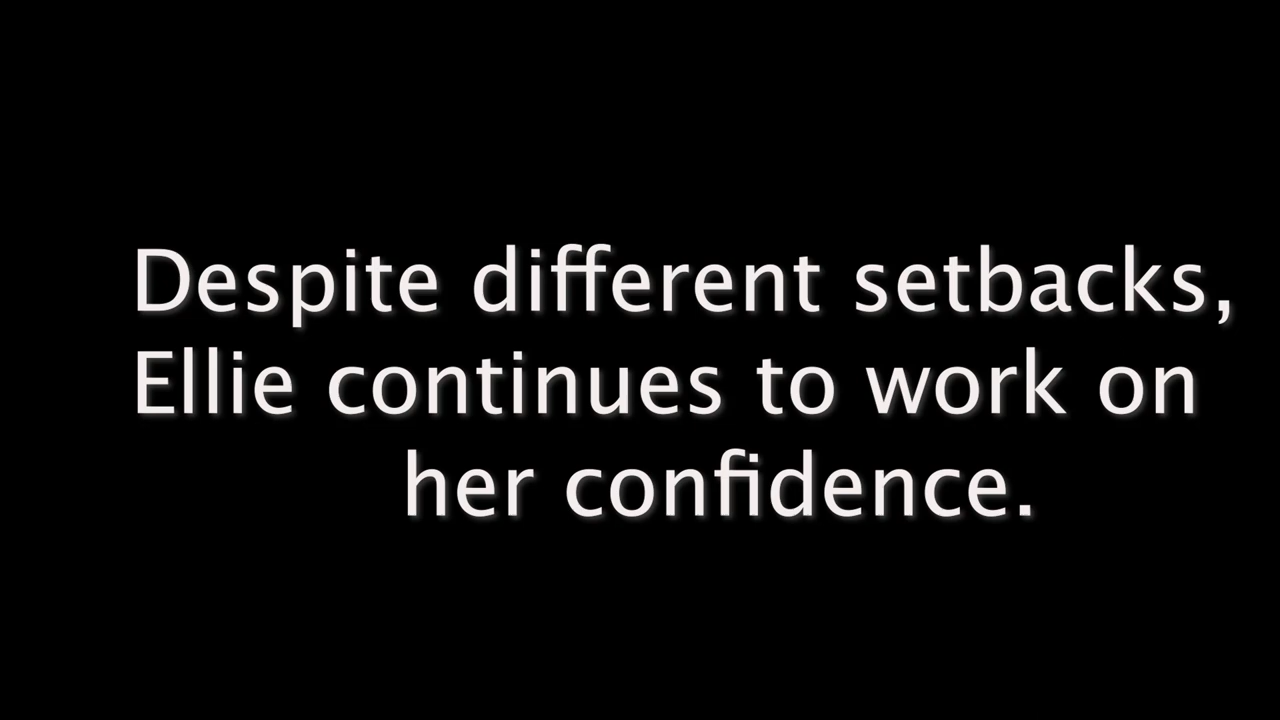 Despite different setbacks,
Ellie continues to work on
her confidence.